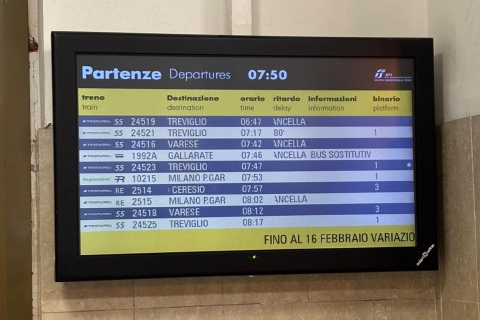 Partenze Departures 07:50
treno Destinazione orario ritardo informazioni binario
train destination time delay information platform
S5 24519 TREVIGLIO 06:47 ANCELLA
S5 24521 TREVIGLIO 07:17 80' 1
S5 24516 VARESE 07:42 ANCELLA
1992A GALLARATE 07:46 ANCELLA BUS SOSTITUTIV
S5 24523 TREVIGLIO 07:47 1
R 10215 MILANO P.GAR 07:53 1
RE 2514 CERESIO 07:57 3
RE 2515 MILANO P.GAR 08:02 ANCELLA
S5 24518 VARESE 08:12 3
S5 24525 TREVIGLIO 08:17 1
FINO AL 16 FEBBRAIO VARIAZIO